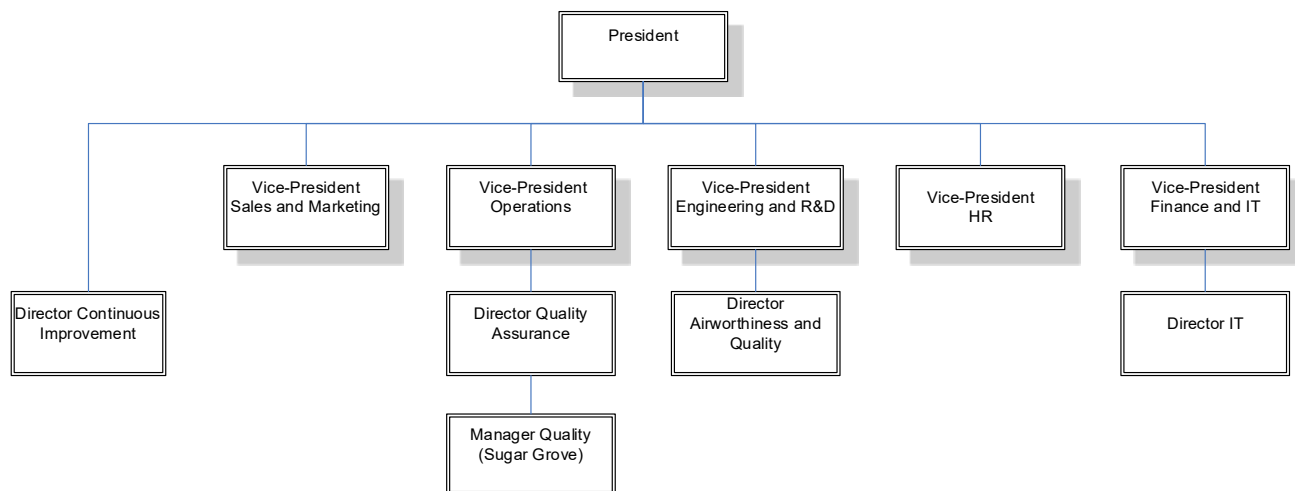 President
Vice-President
Sales and Marketing
Vice-President
Operations
Vice-President
Engineering and R&D
Vice-President
HR
Vice-President
Finance and IT
Director Continuous
Improvement
Director Quality
Assurance
Director
Airworthiness and
Quality
Director IT
Manager Quality
(Sugar Grove)